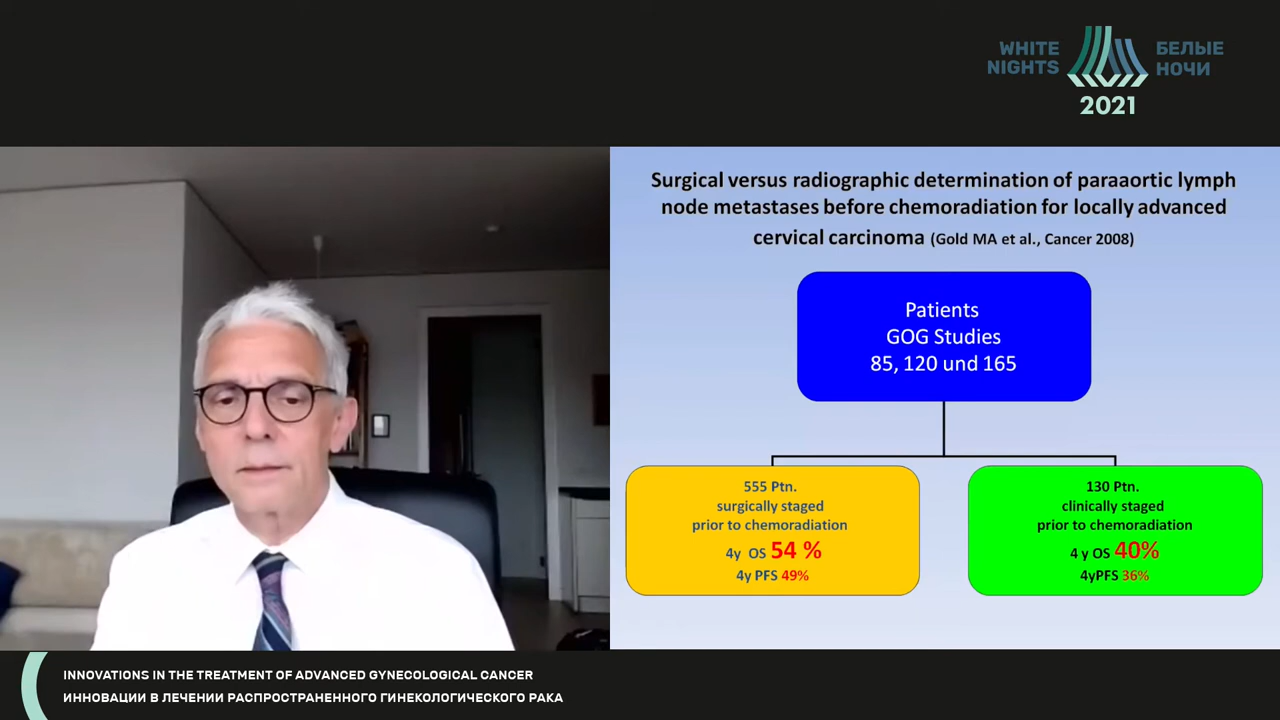 WHITE
NIGHTS
БЕЛЫЕ
НОЧИ
2021
Surgical versus radiographic determination of paraaortic lymph
node metastases before chemoradiation for locally advanced
cervical carcinoma (Gold MA et al., Cancer 2008)
Patients
GOG Studies
85, 120 und 165
555 Ptn.
surgically staged
prior to chemoradiation
4y OS 54 %
4y PFS 49%
130 Ptn.
clinically staged
prior to chemoradiation
4 y OS 40%
4yPFS 36%
INNOVATIONS IN THE TREATMENT OF ADVANCED GYNECOLOGICAL CANCER
ИННОВАЦИИ В ЛЕЧЕНИИ РАСПРОСТРАНЕННОГО ГИНЕКОЛОГИЧЕСКОГО РАКА